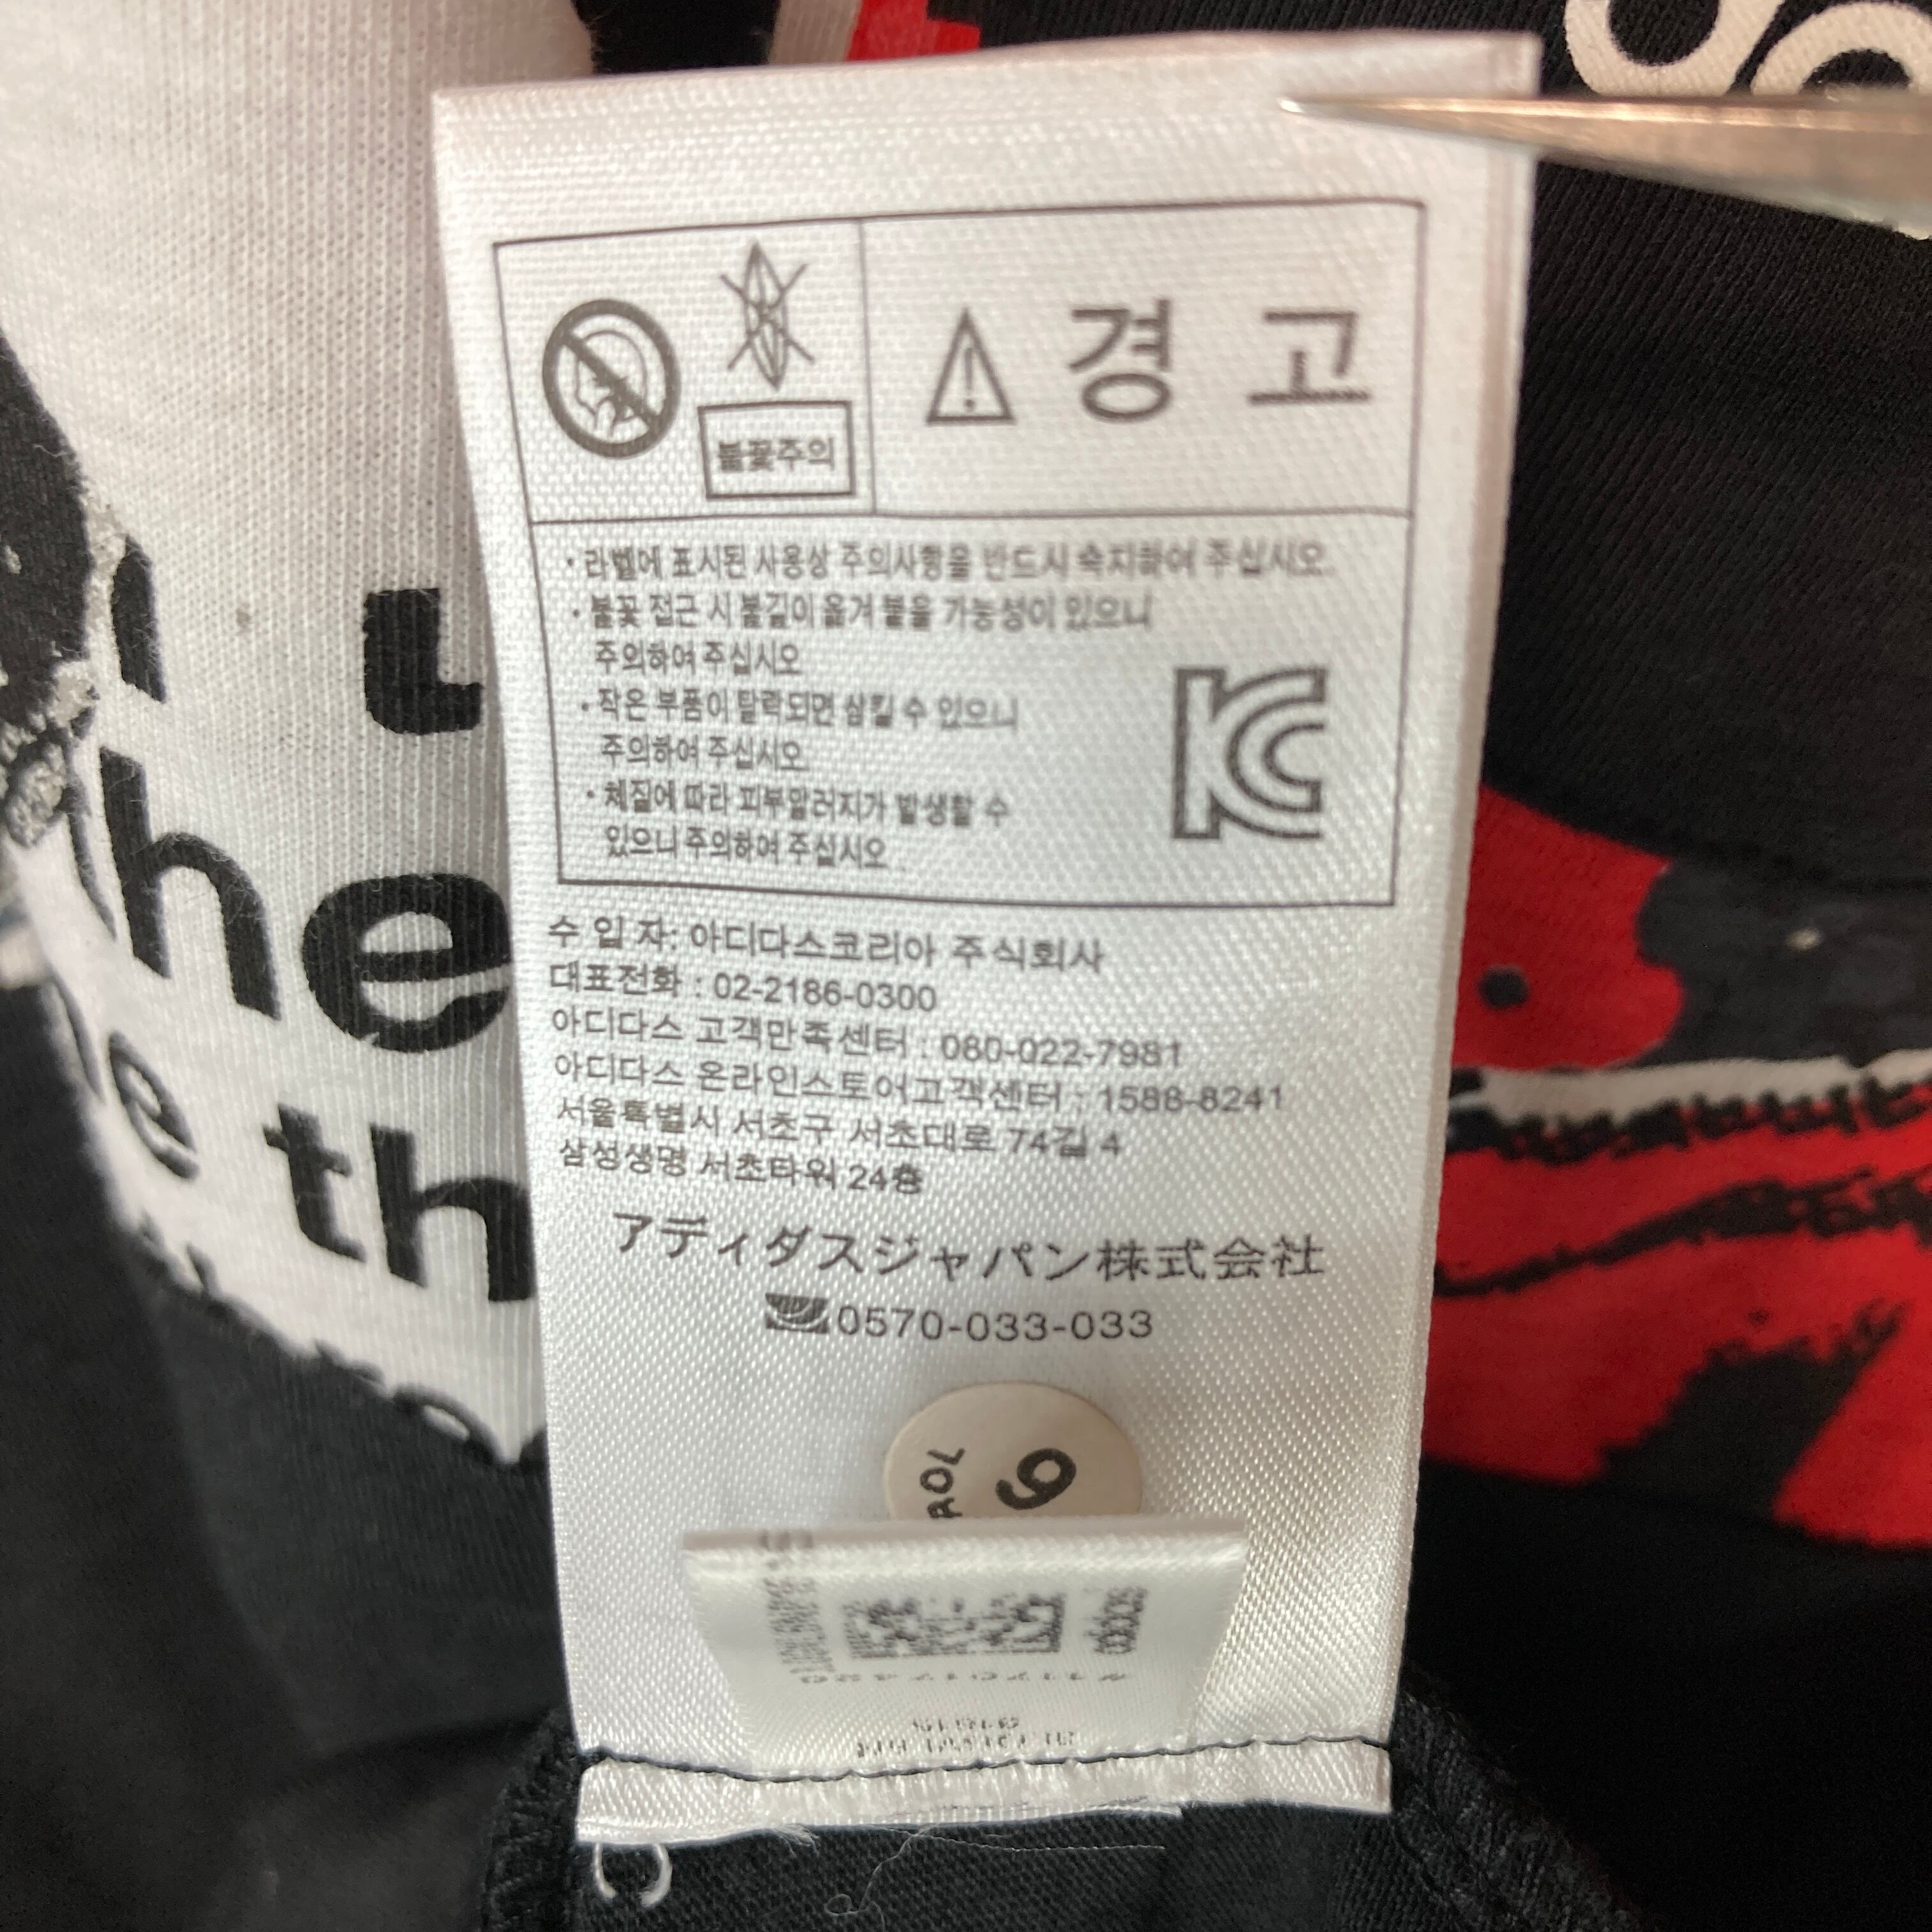 경 고
불꽃주의
· 라벨에 표시된 사용상 주의사항을 반드시 숙지하여 주십시오.
· 불꽃 접근 시 불길이 옮겨 붙을 가능성이 있으니
주의하여 주십시오
· 작은 부품이 탈락되면 삼킬 수 있으니
주의하여 주십시오
· 체질에 따라 피부알러지가 발생할 수
있으니 주의하여 주십시오
수 입 자: 아디다스코리아 주식회사
대표전화 : 02-2186-0300
아디다스 고객만족센터 : 080-022-7981
아디다스 온라인스토어고객센터 : 1588-8241
서울특별시 서초구 서초대로 74길 4
삼성생명 서초타워 24층
アディダスジャパン株式会社
0570-033-033
ROL
9
adidas
he
e th